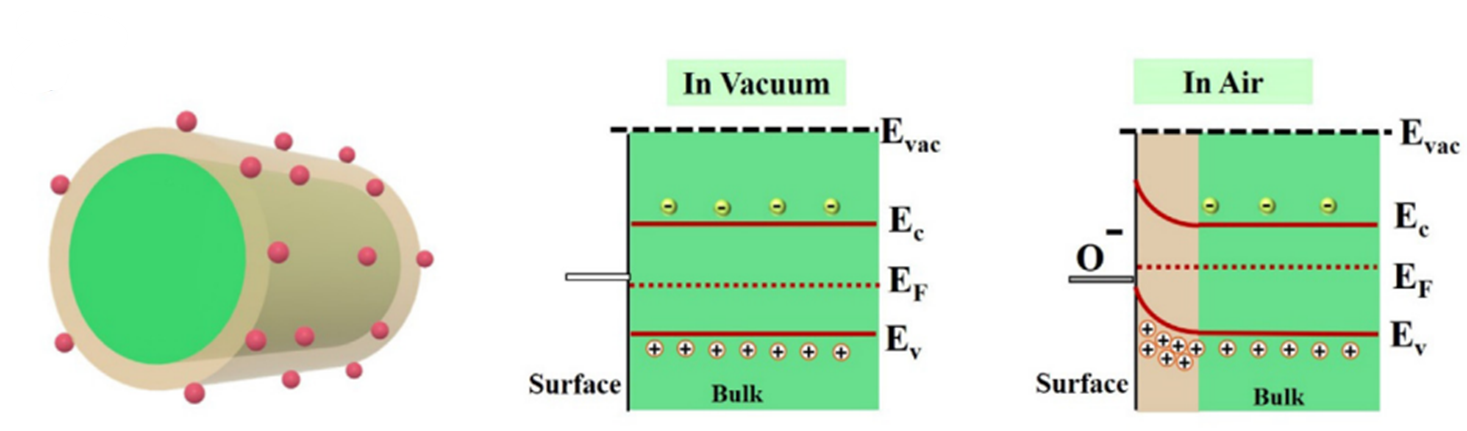 In Vacuum
E_vac
E_c
E_F
E_v
Surface
Bulk
In Air
E_vac
E_c
O⁻
E_F
E_v
Surface
Bulk